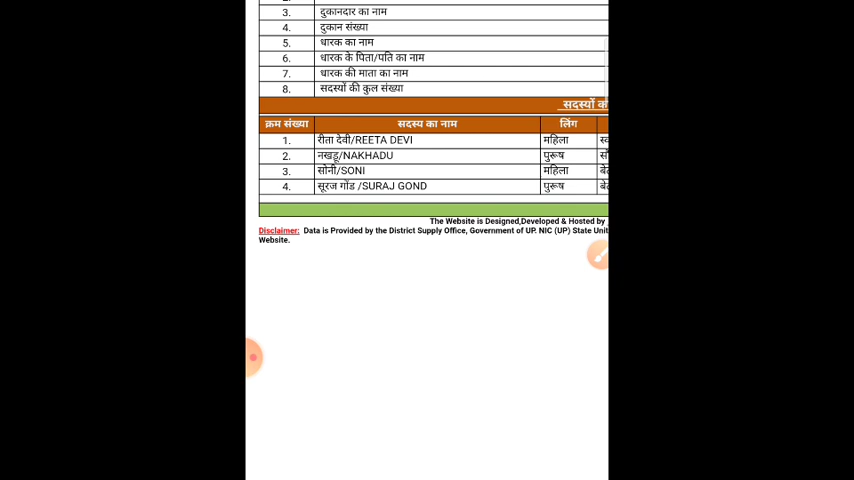 3. दुकानदार का नाम
4. दुकान संख्या
5. धारक का नाम
6. धारक के पिता/पति का नाम
7. धारक की माता का नाम
8. सदस्यों की कुल संख्या
सदस्यों क
क्रम संख्या सदस्य का नाम लिंग
1. रीता देवी/REETA DEVI महिला
2. नखडू/NAKHADU पुरूष
3. सोनी/SONI महिला
4. सूरज गोंड /SURAJ GOND पुरूष
The Website is Designed,Developed & Hosted by
Disclaimer: Data is Provided by the District Supply Office, Government of UP. NIC (UP) State Unit
Website.